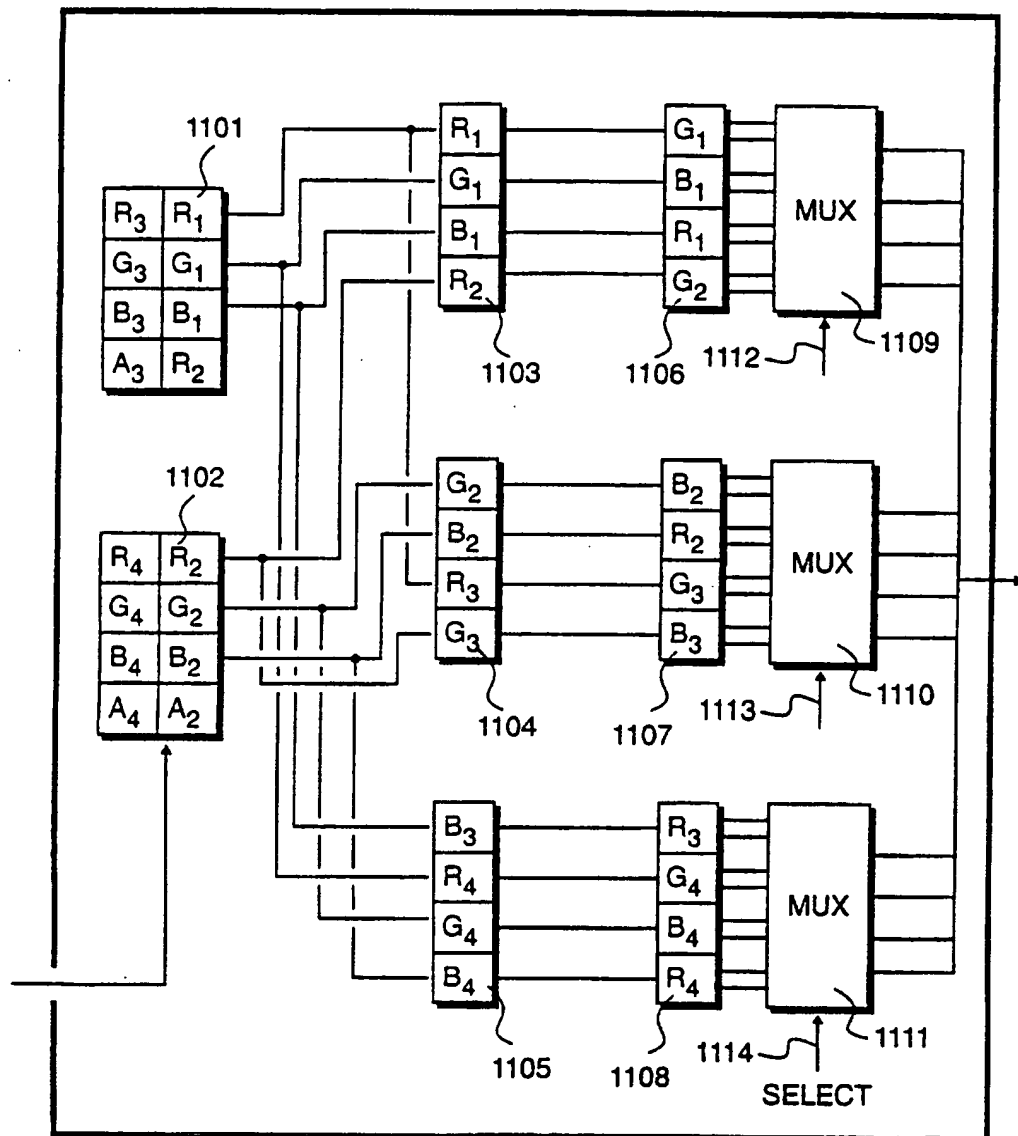 1101
R3 R1
G3 G1
B3 B1
A3 R2
R1
G1
B1
R2
1103
G1
B1
R1
G2
1106
MUX
1109
1112
1102
R4 R2
G4 G2
B4 B2
A4 A2
G2
B2
R3
G3
1104
B2
R2
G3
B3
1107
MUX
1110
1113
B3
R4
G4
B4
1105
R3
G4
B4
R4
1108
MUX
1111
1114
SELECT